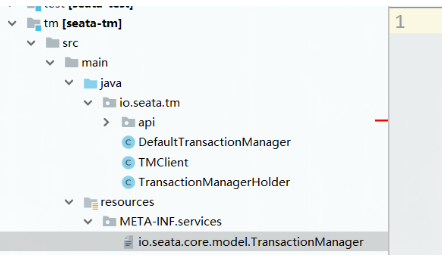 test [seata-test]
tm [seata-tm]
src
main
java
io.seata.tm
api
DefaultTransactionManager
TMClient
TransactionManagerHolder
resources
META-INF.services
io.seata.core.model.TransactionManager
1